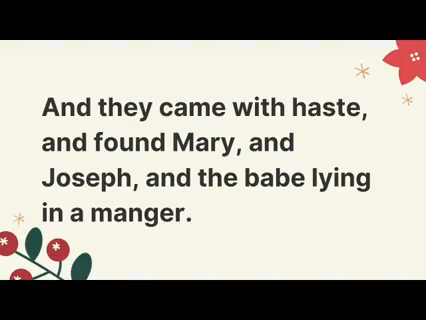 And they came with haste,
and found Mary, and
Joseph, and the babe lying
in a manger.